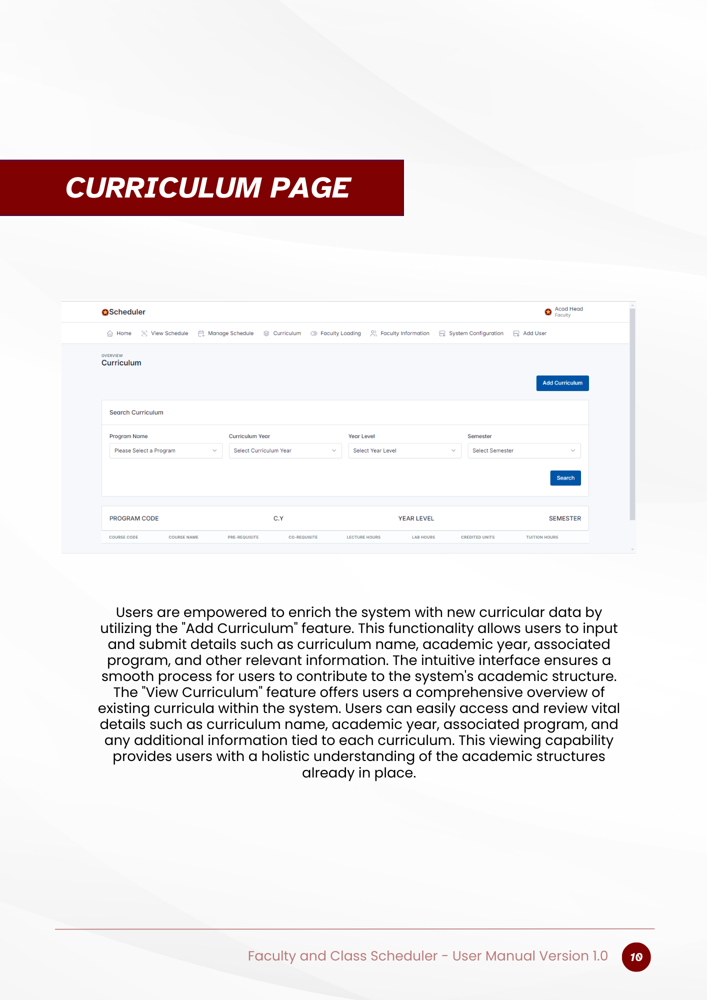 CURRICULUM PAGE
Scheduler
Acad Head
Faculty
Home View Schedule Manage Schedule Curriculum Faculty Loading Faculty Information System Configuration Add User
OVERVIEW
Curriculum
Add Curriculum
Search Curriculum
Program Name Curriculum Year Year Level Semester
Please Select a Program Select Curriculum Year Select Year Level Select Semester
Search
PROGRAM CODE C.Y YEAR LEVEL SEMESTER
COURSE CODE COURSE NAME PRE-REQUISITE CO-REQUISITE LECTURE HOURS LAB HOURS CREDITED UNITS TUITION HOURS
Users are empowered to enrich the system with new curricular data by
utilizing the "Add Curriculum" feature. This functionality allows users to input
and submit details such as curriculum name, academic year, associated
program, and other relevant information. The intuitive interface ensures a
smooth process for users to contribute to the system's academic structure.
The "View Curriculum" feature offers users a comprehensive overview of
existing curricula within the system. Users can easily access and review vital
details such as curriculum name, academic year, associated program, and
any additional information tied to each curriculum. This viewing capability
provides users with a holistic understanding of the academic structures
already in place.
Faculty and Class Scheduler - User Manual Version 1.0 10